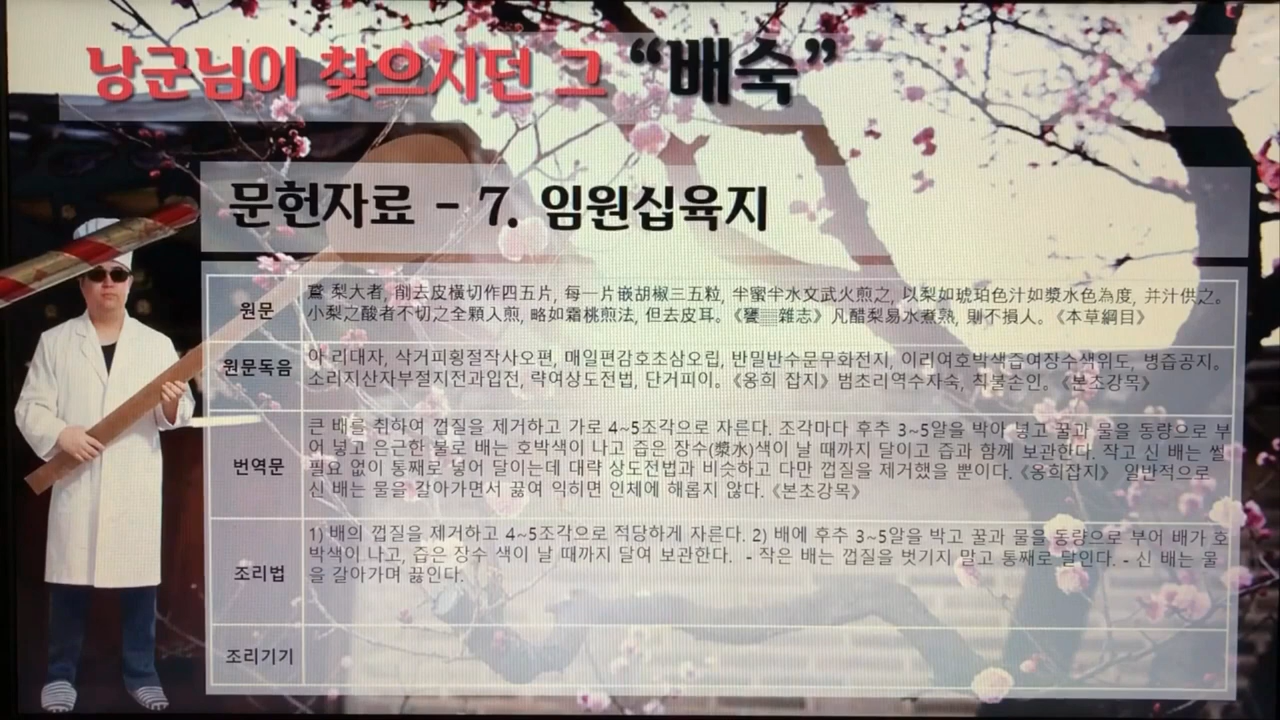 낭군님이 찾으시던 그 “배숙”
문헌자료 - 7. 임원십육지
원문
鵞 梨大者, 削去皮橫切作四五片, 每一片嵌胡椒三五粒, 半蜜半水文武火煎之, 以梨如琥珀色汁如漿水色為度, 并汁供之。
小梨之酸者不切之全顆入煎, 略如霜桃煎法, 但去皮耳。《饔▒雜志》凡醋梨易水煮熟, 則不損人。《本草綱目》
원문독음
아 리대자, 삭거피횡절작사오편, 매일편감호초삼오립, 반밀반수문무화전지, 이리여호박색즙여장수색위도, 병즙공지。
소리지산자부절지전과입전, 략여상도전법, 단거피이。《옹희 잡지》범초리역수자숙, 칙불손인。《본초강목》
번역문
큰 배를 취하여 껍질을 제거하고 가로 4~5조각으로 자른다. 조각마다 후추 3~5알을 박아 넣고 꿀과 물을 동량으로 부
어 넣고 은근한 불로 배는 호박색이 나고 즙은 장수(漿水)색이 날 때까지 달이고 즙과 함께 보관한다. 작고 신 배는 썰
필요 없이 통째로 넣어 달이는데 대략 상도전법과 비슷하고 다만 껍질을 제거했을 뿐이다.《옹희잡지》 일반적으로
신 배는 물을 갈아가면서 끓여 익히면 인체에 해롭지 않다.《본초강목》
조리법
1) 배의 껍질을 제거하고 4~5조각으로 적당하게 자른다. 2) 배에 후추 3~5알을 박고 꿀과 물을 동량으로 부어 배가 호
박색이 나고, 즙은 장수 색이 날 때까지 달여 보관한다. - 작은 배는 껍질을 벗기지 말고 통째로 달인다. - 신 배는 물
을 갈아가며 끓인다.
조리기기